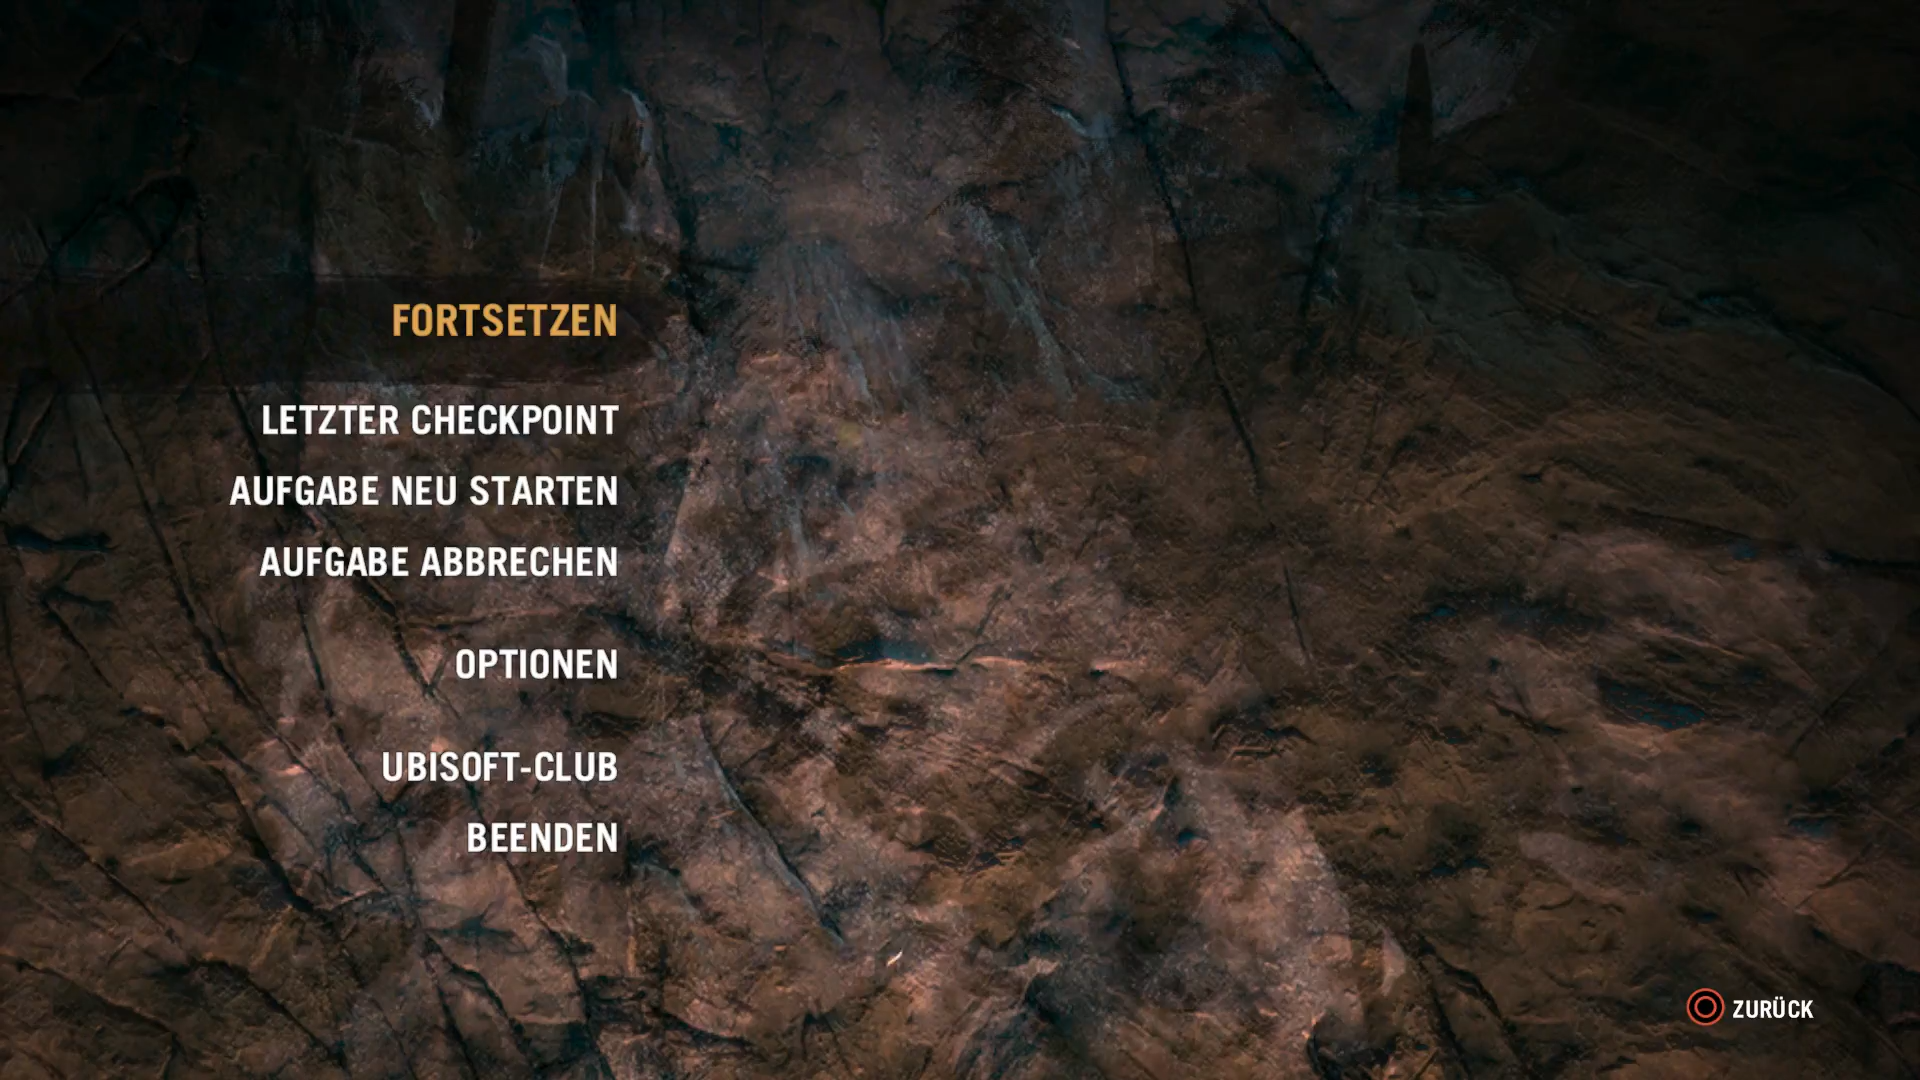 FORTSETZEN
LETZTER CHECKPOINT
AUFGABE NEU STARTEN
AUFGABE ABBRECHEN
OPTIONEN
UBISOFT-CLUB
BEENDEN
ZURÜCK